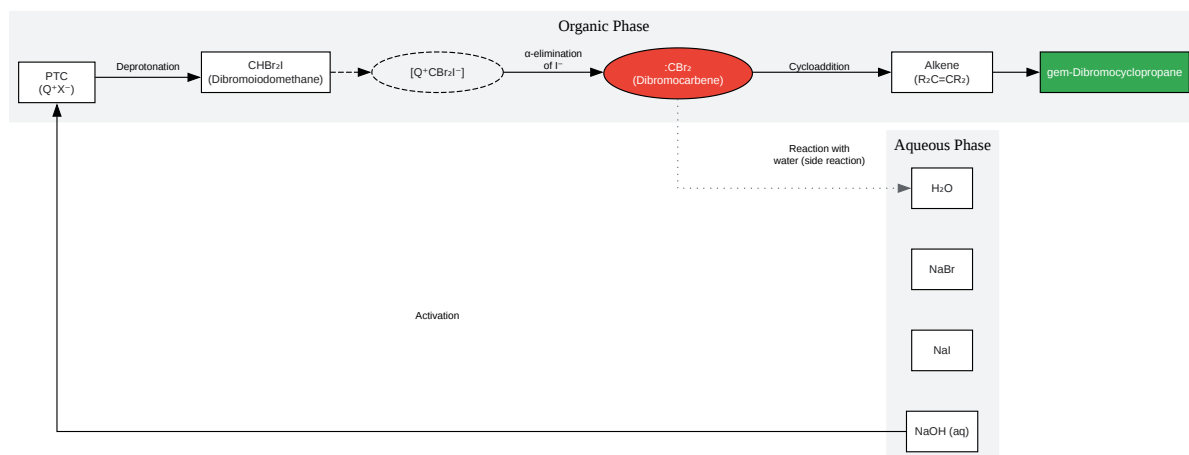 Organic Phase
PTC
(Q⁺X⁻)
Deprotonation
CHBr₂I
(Dibromoiodomethane)
[Q⁺CBr₂I⁻]
α-elimination
of I⁻
:CBr₂
(Dibromocarbene)
Cycloaddition
Alkene
(R₂C=CR₂)
gem-Dibromocyclopropane
Reaction with
water (side reaction)
Aqueous Phase
H₂O
NaBr
Activation
NaI
NaOH (aq)